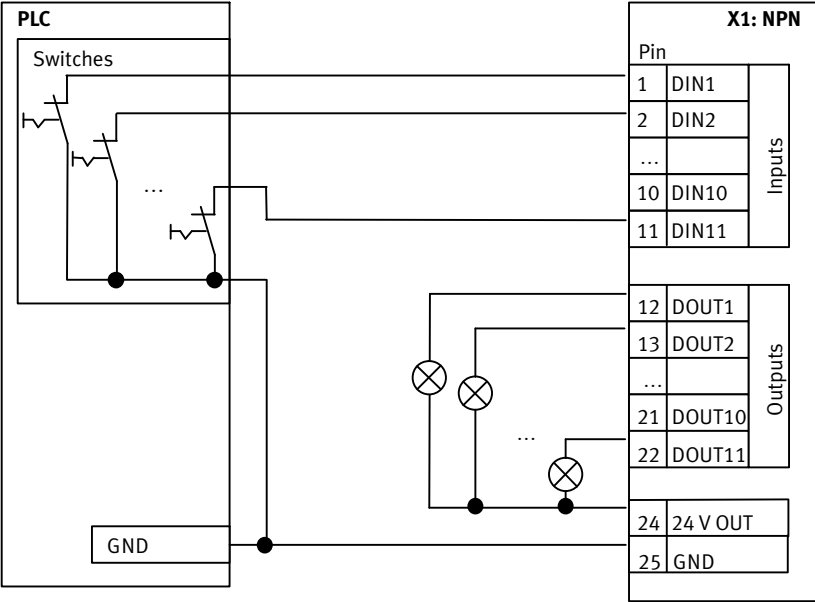 PLC
X1: NPN
Switches
Pin
1 DIN1
2 DIN2
...
10 DIN10
11 DIN11
Inputs
...
12 DOUT1
13 DOUT2
...
21 DOUT10
22 DOUT11
Outputs
...
24 24 V OUT
25 GND
GND